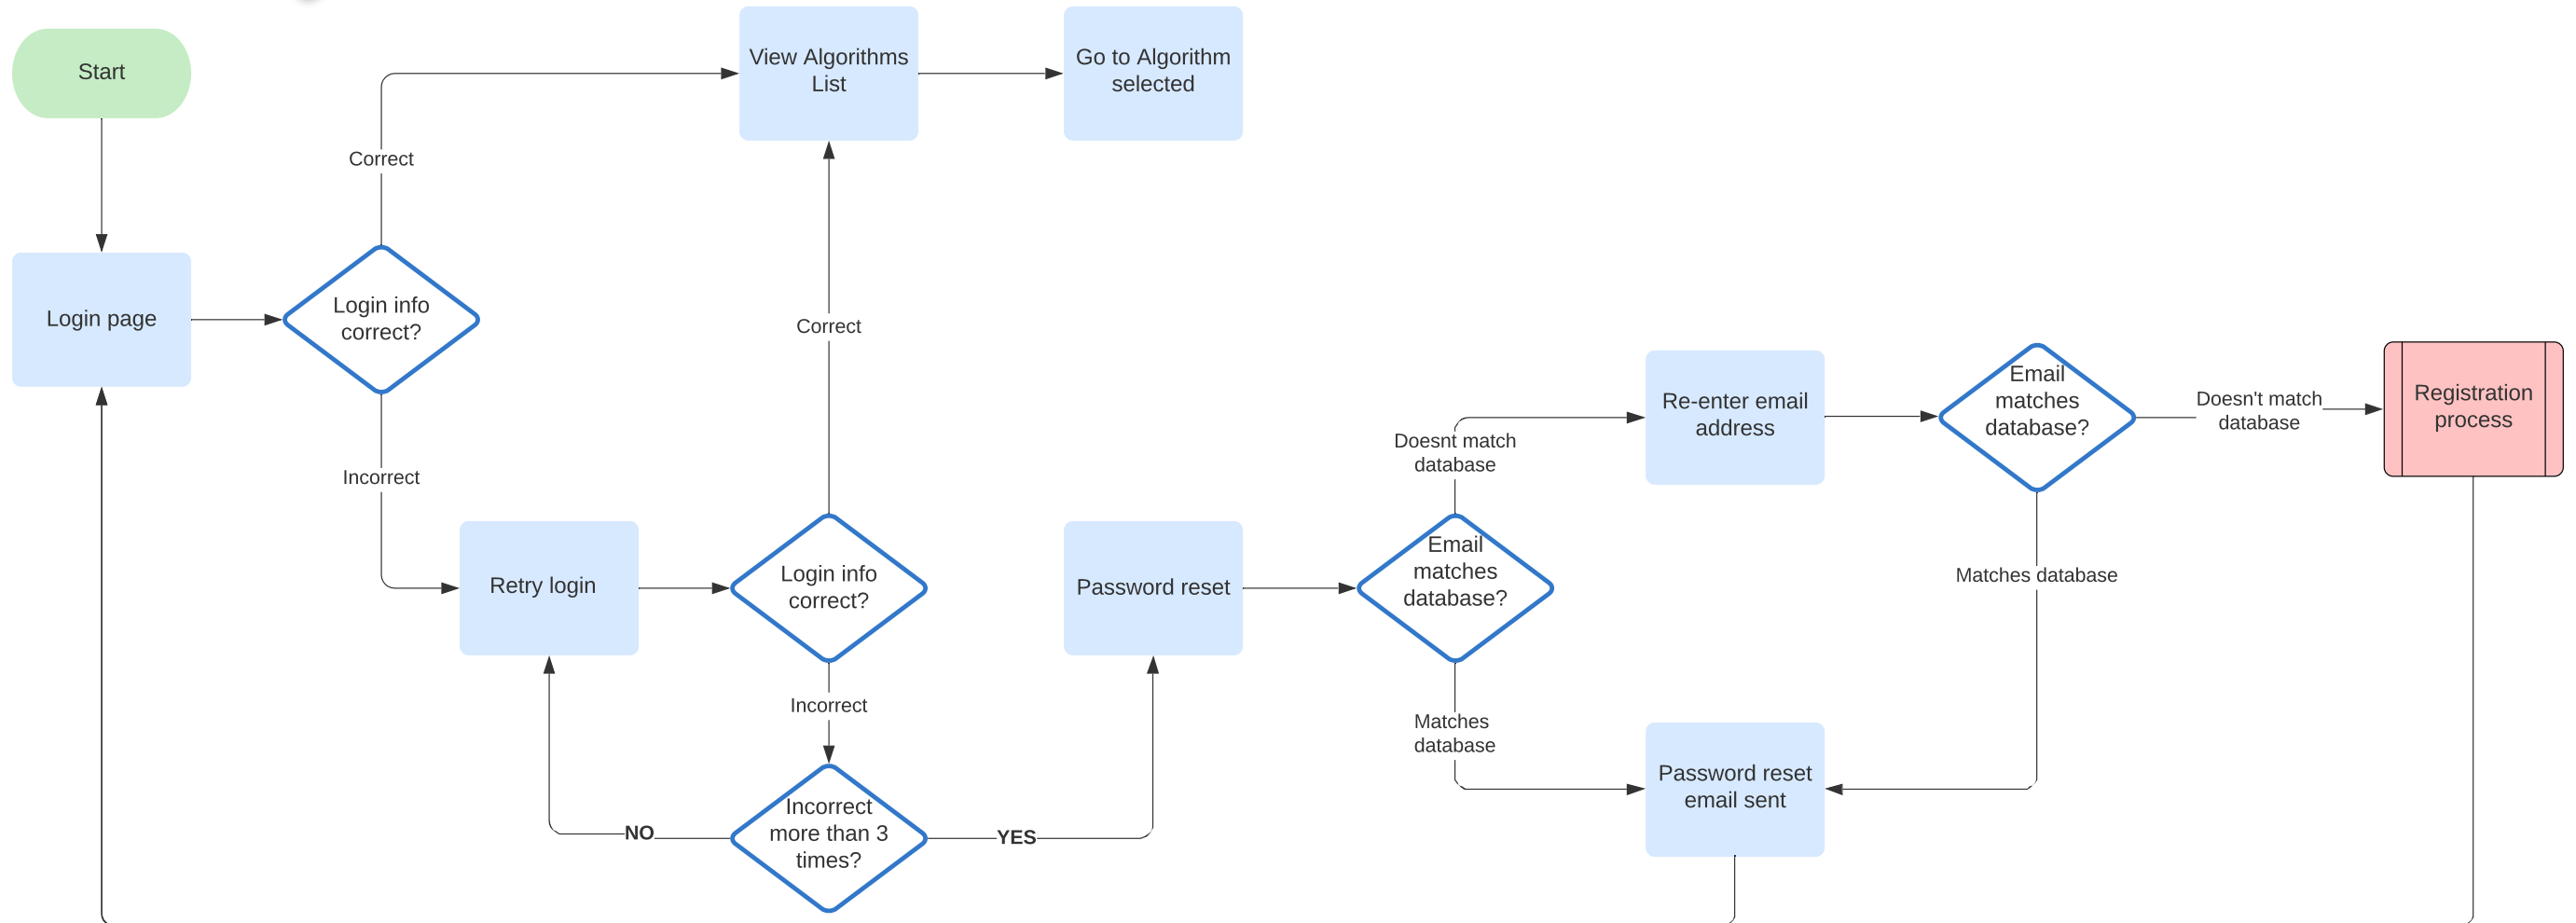 Start
View Algorithms
List
Go to Algorithm
selected
Correct
Login page
Login info
correct?
Correct
Incorrect
Retry login
Login info
correct?
Incorrect
Incorrect
more than 3
times?
NO
YES
Password reset
Email
matches
database?
Doesnt match
database
Matches
database
Re-enter email
address
Email
matches
database?
Doesn't match
database
Registration
process
Matches database
Password reset
email sent